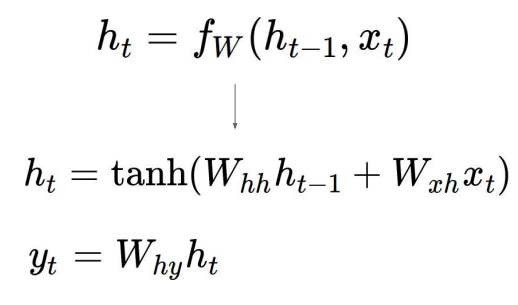 h_t = f_W(h_{t-1}, x_t)
h_t = tanh(W_{hh}h_{t-1} + W_{xh}x_t)
y_t = W_{hy}h_t